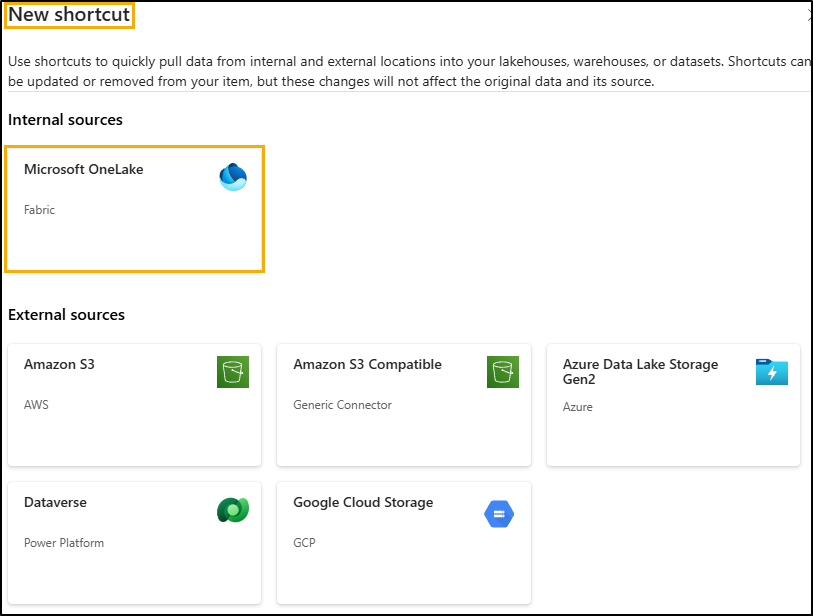 New shortcut
Use shortcuts to quickly pull data from internal and external locations into your lakehouses, warehouses, or datasets. Shortcuts can
be updated or removed from your item, but these changes will not affect the original data and its source.
Internal sources
Microsoft OneLake
Fabric
External sources
Amazon S3
AWS
Amazon S3 Compatible
Generic Connector
Azure Data Lake Storage
Gen2
Azure
Dataverse
Power Platform
Google Cloud Storage
GCP